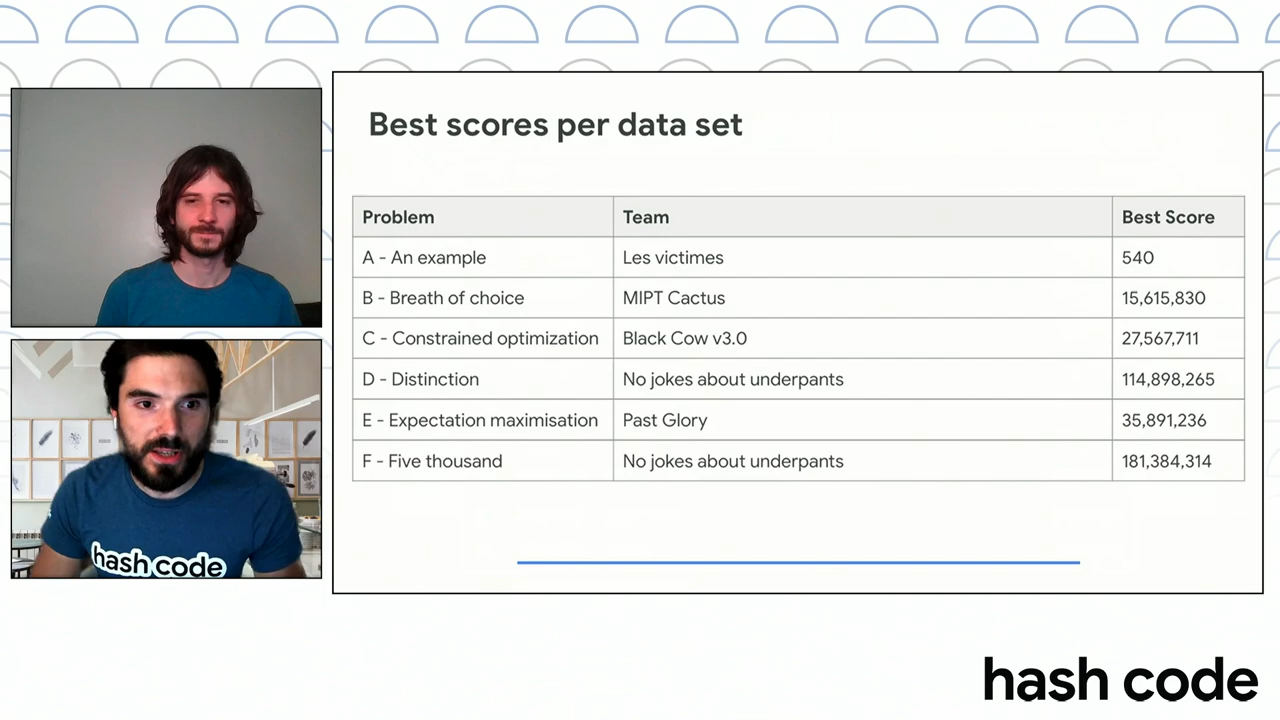 Best scores per data set
Problem Team Best Score
A - An example Les victimes 540
B - Breath of choice MIPT Cactus 15,615,830
C - Constrained optimization Black Cow v3.0 27,567,711
D - Distinction No jokes about underpants 114,898,265
E - Expectation maximisation Past Glory 35,891,236
F - Five thousand No jokes about underpants 181,384,314
hash code
hash code